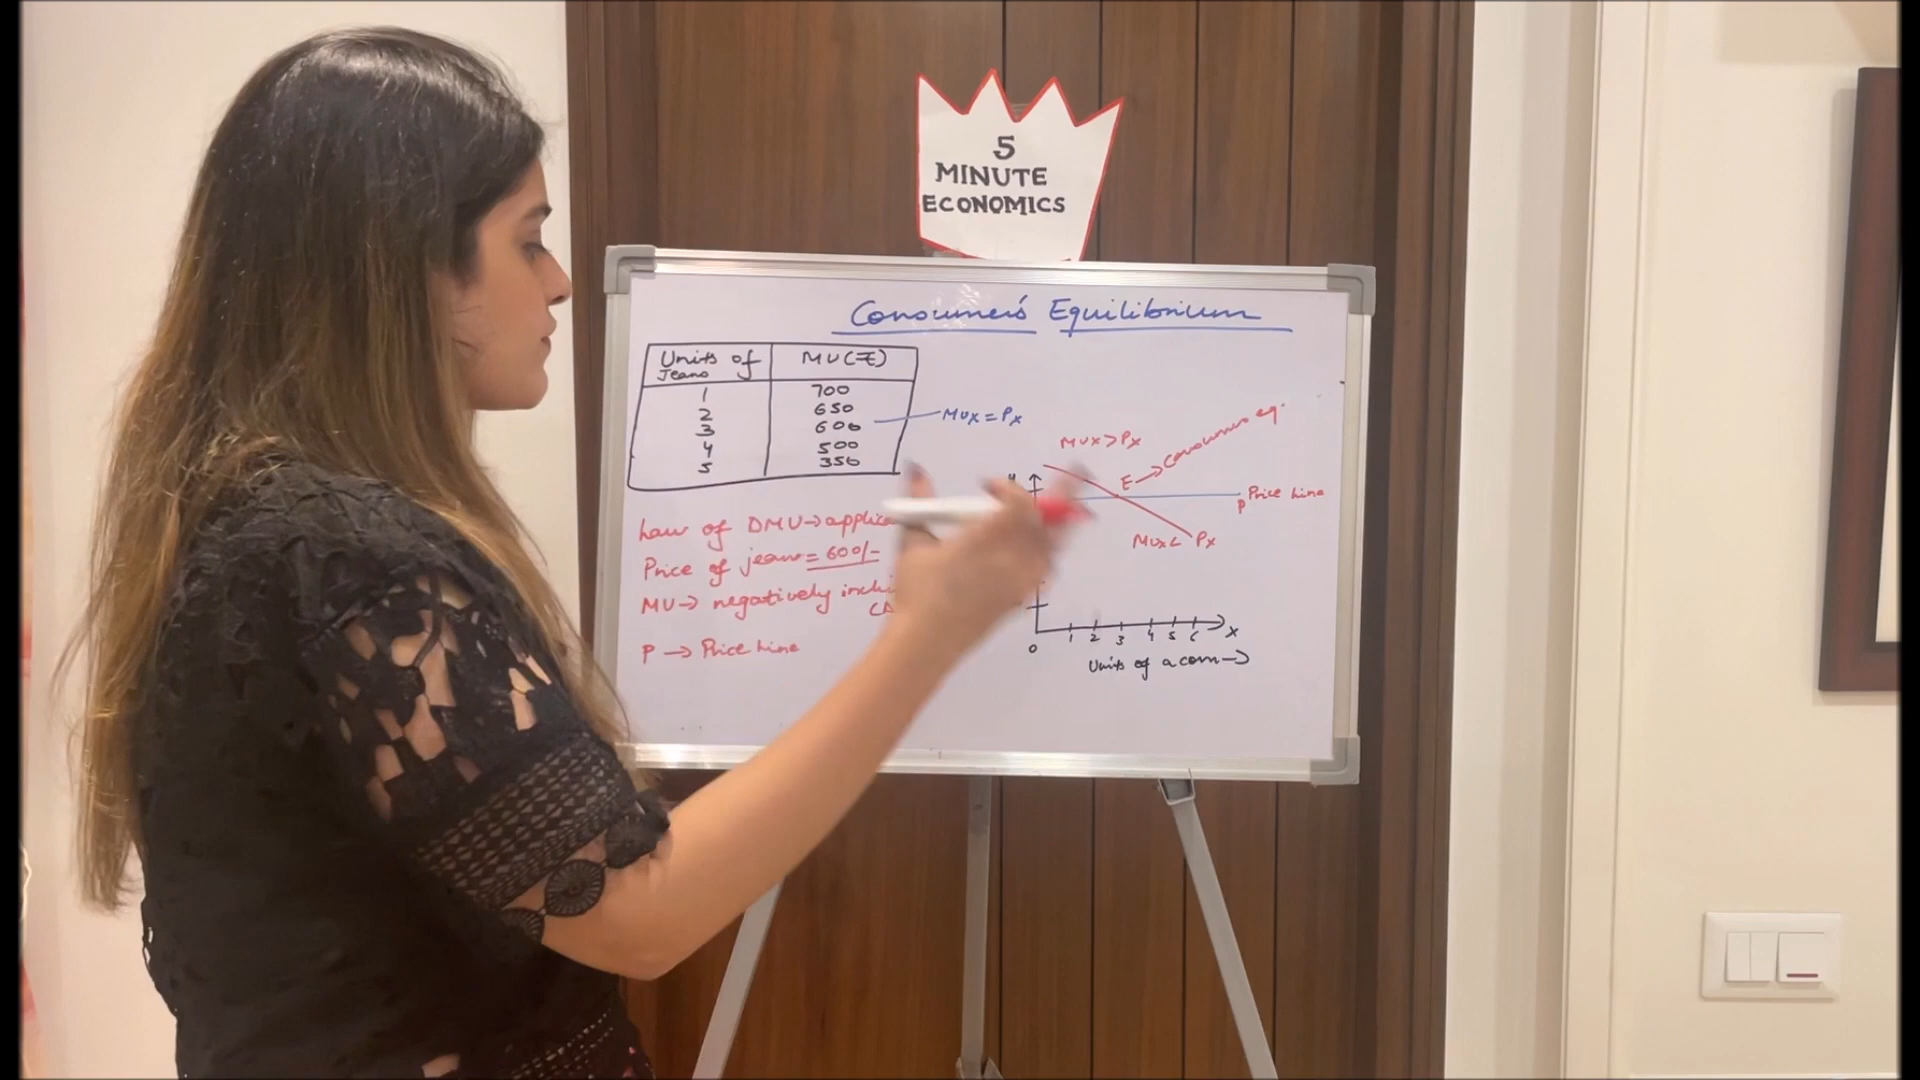 5
MINUTE
ECONOMICS
Consumer's Equilibrium
Units of Jeans MU(₹)
1 700
2 650
3 600
4 500
5 350
MUx = Px
Law of DMU→
Price of jeans = 600/-
MU→ negatively
P → Price Line
MUx > Px
E → Consumers eq.
P Price Line
MUx < Px
0 1 2 3 4 5 6 X
Units of a com→